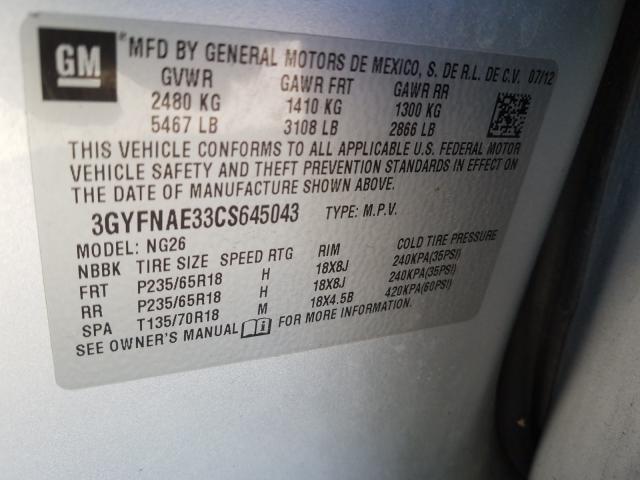 GM
® MFD BY GENERAL MOTORS DE MEXICO, S. DE R.L. DE C.V. 07/12
GVWR GAWR FRT GAWR RR
2480 KG 1410 KG 1300 KG
5467 LB 3108 LB 2866 LB
THIS VEHICLE CONFORMS TO ALL APPLICABLE U.S. FEDERAL MOTOR
VEHICLE SAFETY AND THEFT PREVENTION STANDARDS IN EFFECT ON
THE DATE OF MANUFACTURE SHOWN ABOVE.
3GYFNAE33CS645043 TYPE: M.P.V.
MODEL: NG26
NBBK TIRE SIZE SPEED RTG RIM COLD TIRE PRESSURE
FRT P235/65R18 H 18X8J 240KPA(35PSI)
RR P235/65R18 H 18X8J 240KPA(35PSI)
SPA T135/70R18 M 18X4.5B 420KPA(60PSI)
SEE OWNER'S MANUAL FOR MORE INFORMATION.